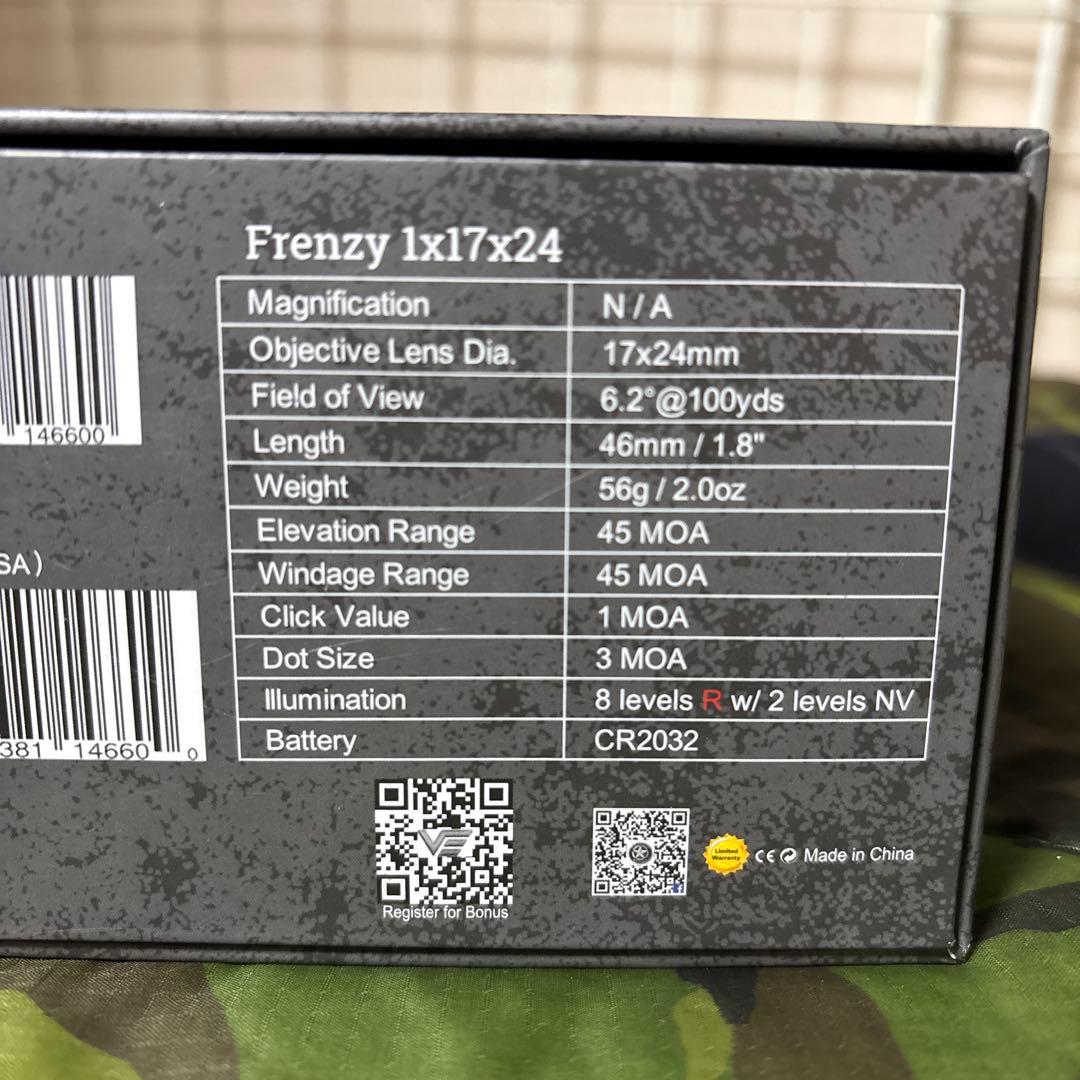 Frenzy 1x17x24
Magnification N / A
Objective Lens Dia. 17x24mm
Field of View 6.2°@100yds
Length 46mm / 1.8"
Weight 56g / 2.0oz
Elevation Range 45 MOA
Windage Range 45 MOA
Click Value 1 MOA
Dot Size 3 MOA
Illumination 8 levels R w/ 2 levels NV
Battery CR2032
146600
SA)
381 14660 0
Register for Bonus
Limited
Warranty
CE Made in China